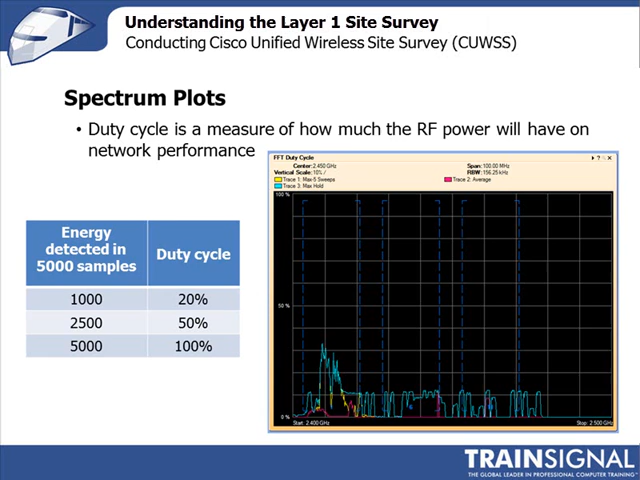 Understanding the Layer 1 Site Survey
Conducting Cisco Unified Wireless Site Survey (CUWSS)
Spectrum Plots
• Duty cycle is a measure of how much the RF power will have on
network performance
Energy
detected in
5000 samples
Duty cycle
1000 20%
2500 50%
5000 100%
FFT Duty Cycle
Center: 2.450 GHz Span: 100.00 MHz
Vertical Scale: 10% / RBW: 156.25 kHz
Trace 1: Max-5 Sweeps Trace 2: Average
Trace 3: Max Hold
100 %
50 %
0 %
6
Start: 2.400 GHz Stop: 2.500 GHz
TRAINSIGNAL
THE GLOBAL LEADER IN PROFESSIONAL COMPUTER TRAINING